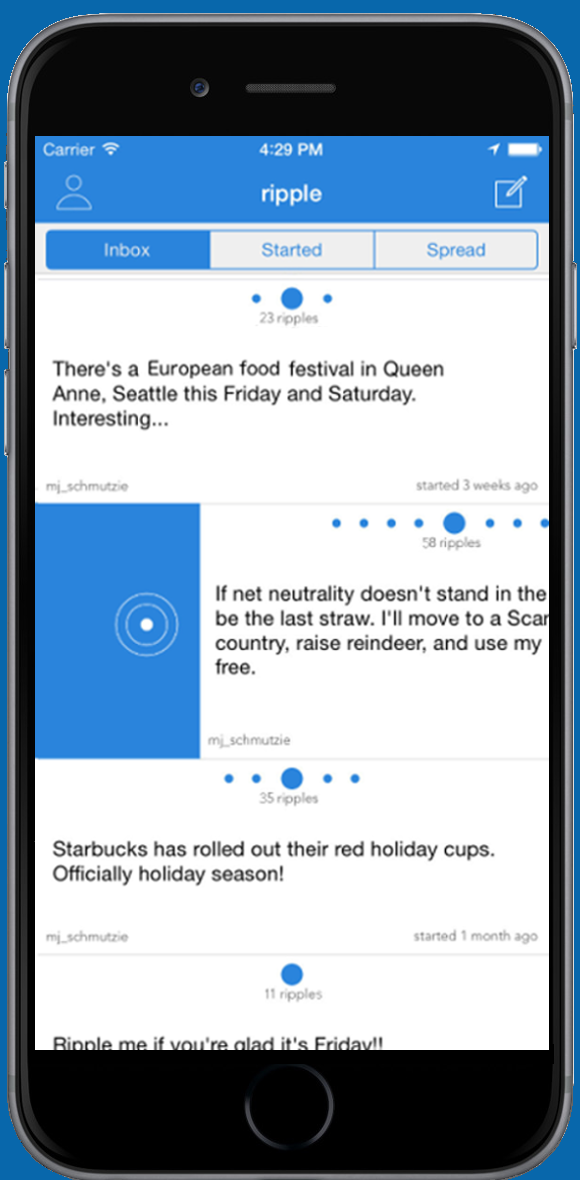 Carrier 4:29 PM
ripple
Inbox Started Spread
23 ripples
There's a European food festival in Queen
Anne, Seattle this Friday and Saturday.
Interesting...
mj_schmutzie started 3 weeks ago
58 ripples
If net neutrality doesn't stand in the
be the last straw. I'll move to a Scan
country, raise reindeer, and use my
free.
mj_schmutzie
35 ripples
Starbucks has rolled out their red holiday cups.
Officially holiday season!
mj_schmutzie started 1 month ago
11 ripples
Ripple me if you're glad it's Friday!!